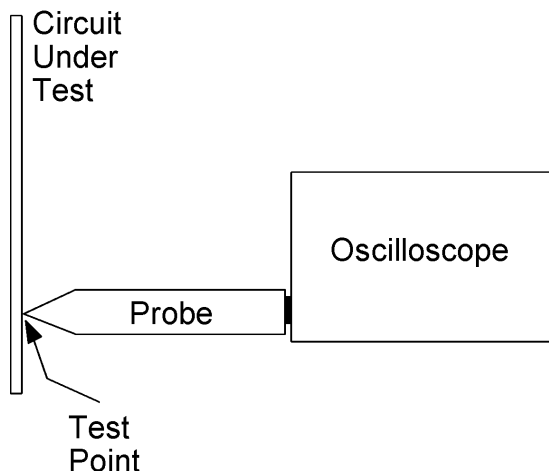 Circuit
Under
Test
Oscilloscope
Probe
Test
Point